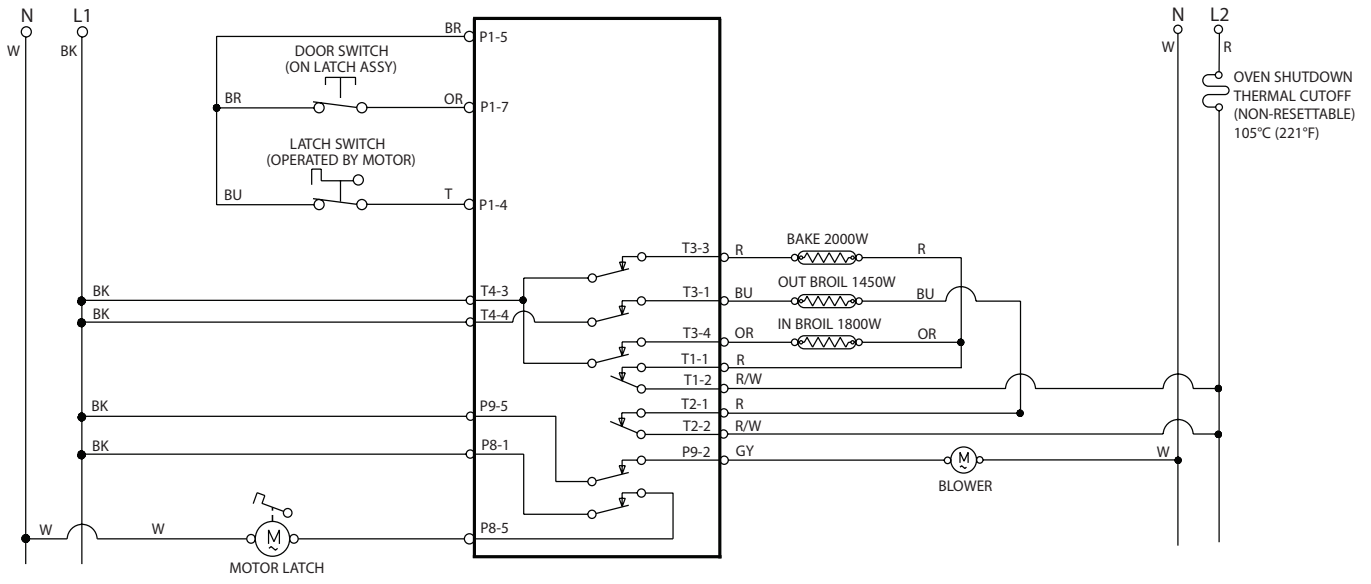 N
L1
N
L2
W
BK
W
R
BR
P1-5
DOOR SWITCH
(ON LATCH ASSY)
BR
OR
P1-7
LATCH SWITCH
(OPERATED BY MOTOR)
BU
T
P1-4
OVEN SHUTDOWN
THERMAL CUTOFF
(NON-RESETTABLE)
105°C (221°F)
T3-3
R
BAKE 2000W
R
BK
T4-3
T3-1
BU
OUT BROIL 1450W
BU
BK
T4-4
T3-4
OR
IN BROIL 1800W
OR
T1-1
R
T1-2
R/W
BK
P9-5
T2-1
R
T2-2
R/W
BK
P8-1
P9-2
GY
M
~
BLOWER
W
W
W
M
~
MOTOR LATCH
P8-5